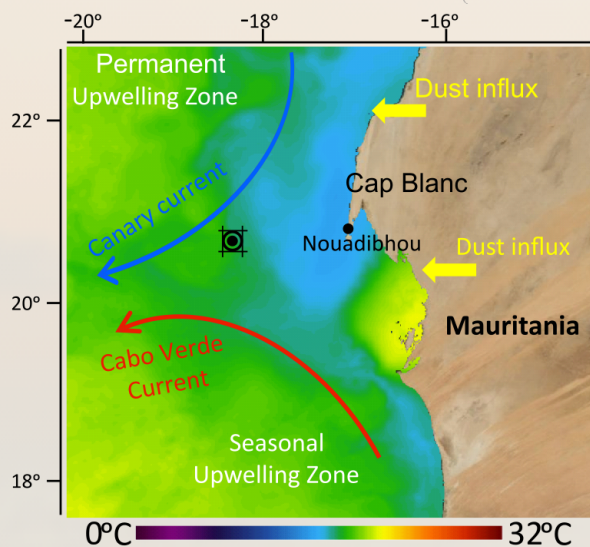 −20°
−18°
−16°
Permanent
Upwelling Zone
Dust influx
22°
Cap Blanc
Canary current
Nouadibhou
Dust influx
20°
Mauritania
Cabo Verde
Current
Seasonal
Upwelling Zone
18°
0°C
32°C